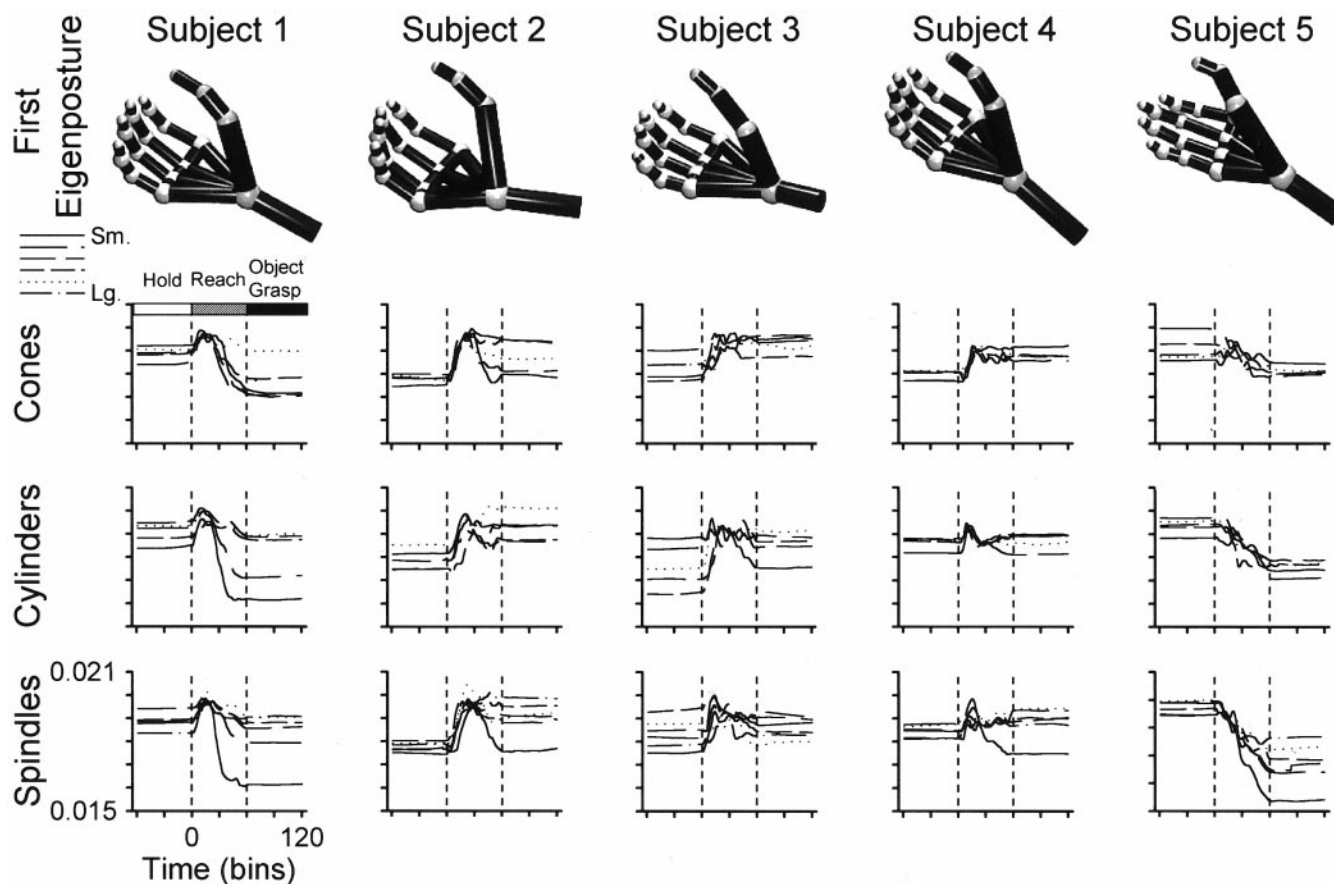 Subject 1 Subject 2 Subject 3 Subject 4 Subject 5
First
Eigenposture
Sm.
Lg.
Hold Reach Object
Grasp
Cones
Cylinders
Spindles
0.021
0.015
0 120
Time (bins)